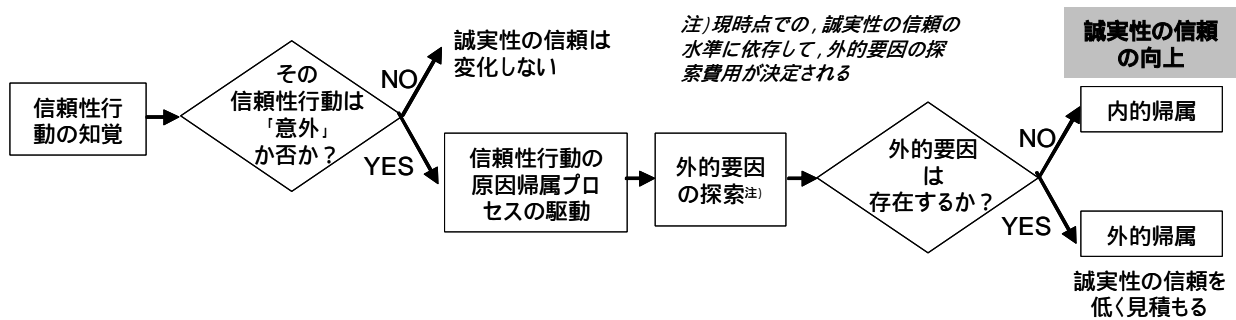 信頼性行
動の知覚
その
信頼性行動は
「意外」
か否か？
NO
誠実性の信頼は
変化しない
YES
信頼性行動の
原因帰属プロ
セスの駆動
注)現時点での,誠実性の信頼の
水準に依存して,外的要因の探
索費用が決定される
外的要因
の探索注)
外的要因
は
存在するか？
誠実性の信頼
の向上
NO
内的帰属
YES
外的帰属
誠実性の信頼を
低く見積もる